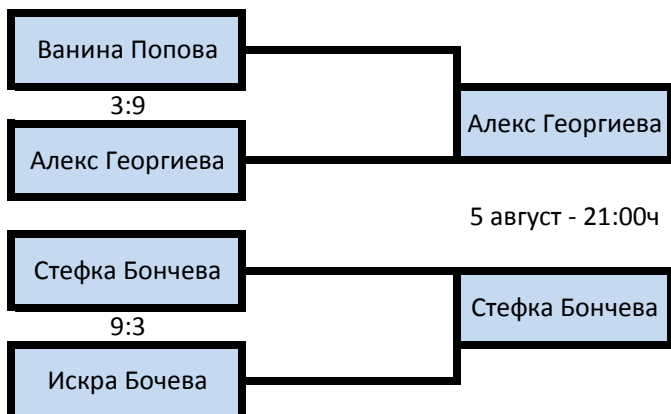 Ванина Попова
3:9
Алекс Георгиева
Алекс Георгиева
5 август - 21:00ч
Стефка Бончева
9:3
Искра Бочева
Стефка Бончева